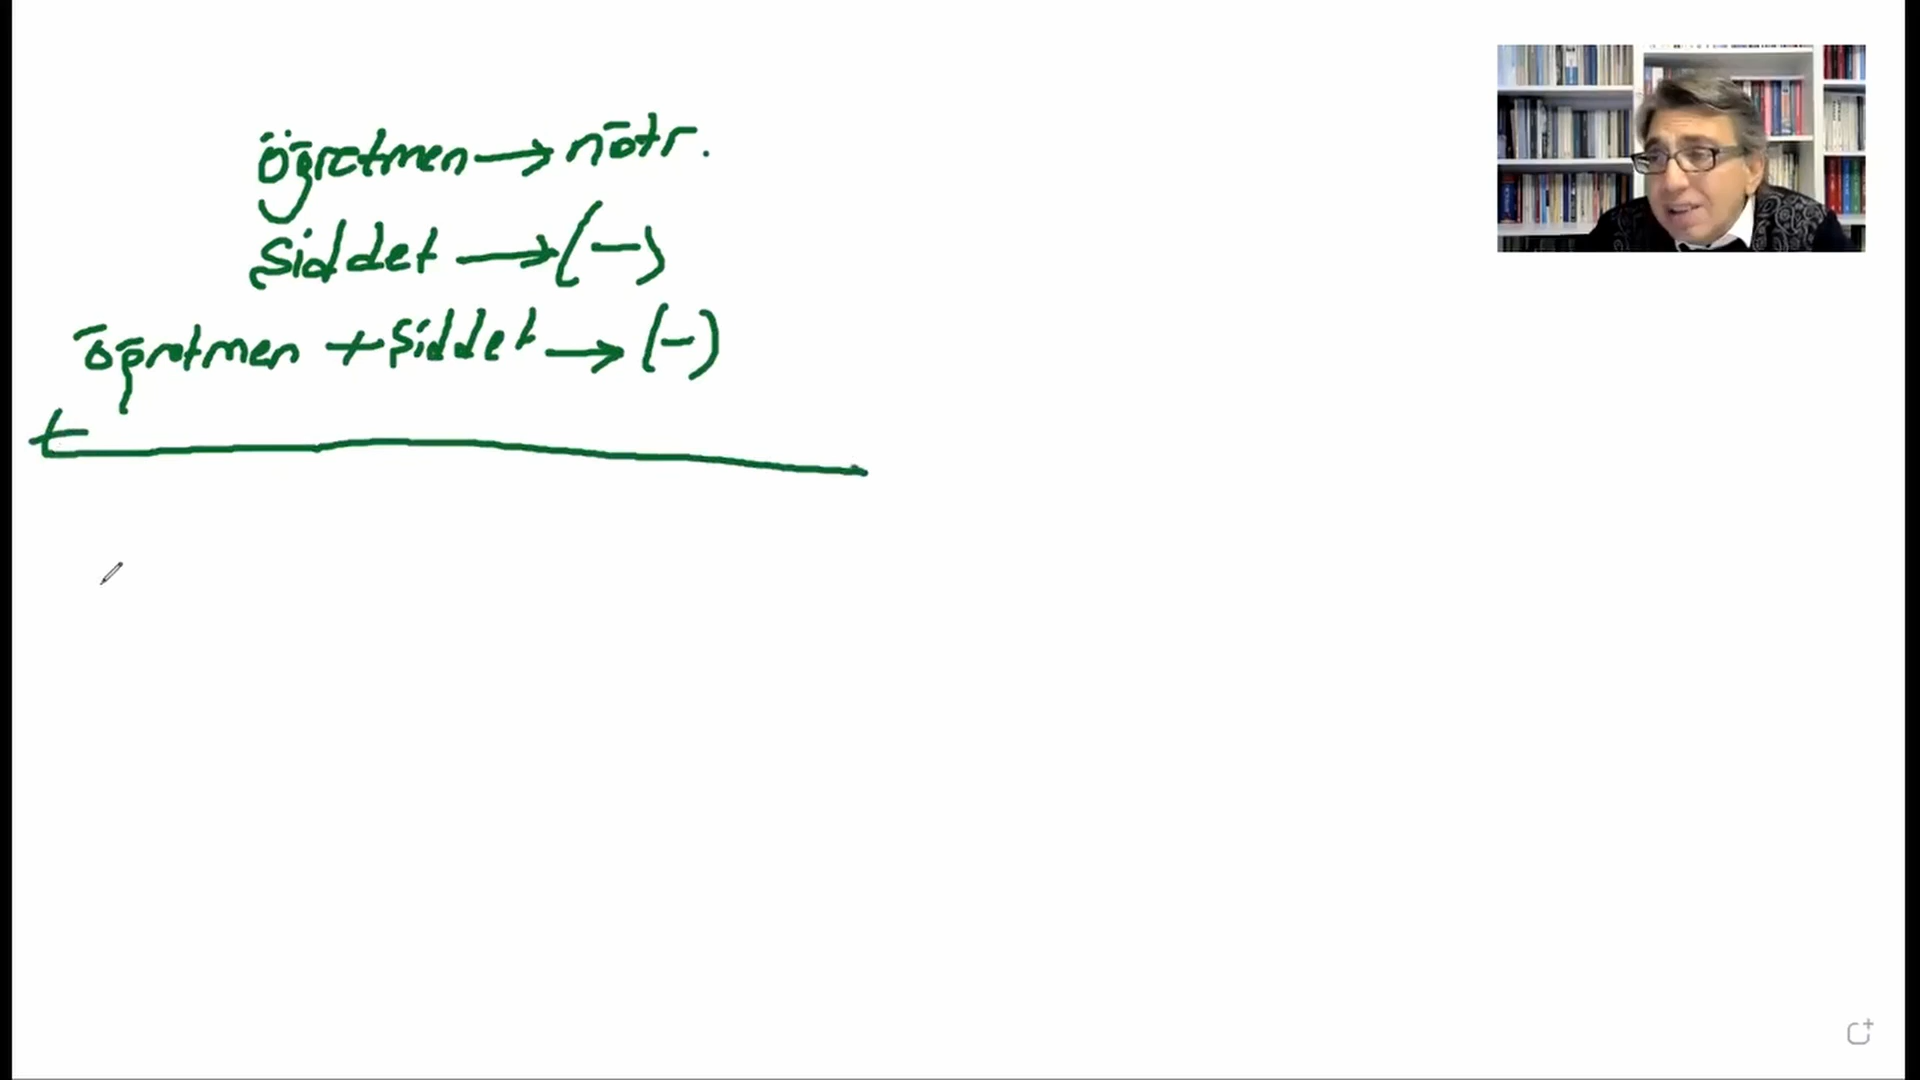 öğretmen → nötr.
şiddet → (-)
öğretmen + şiddet → (-)
+